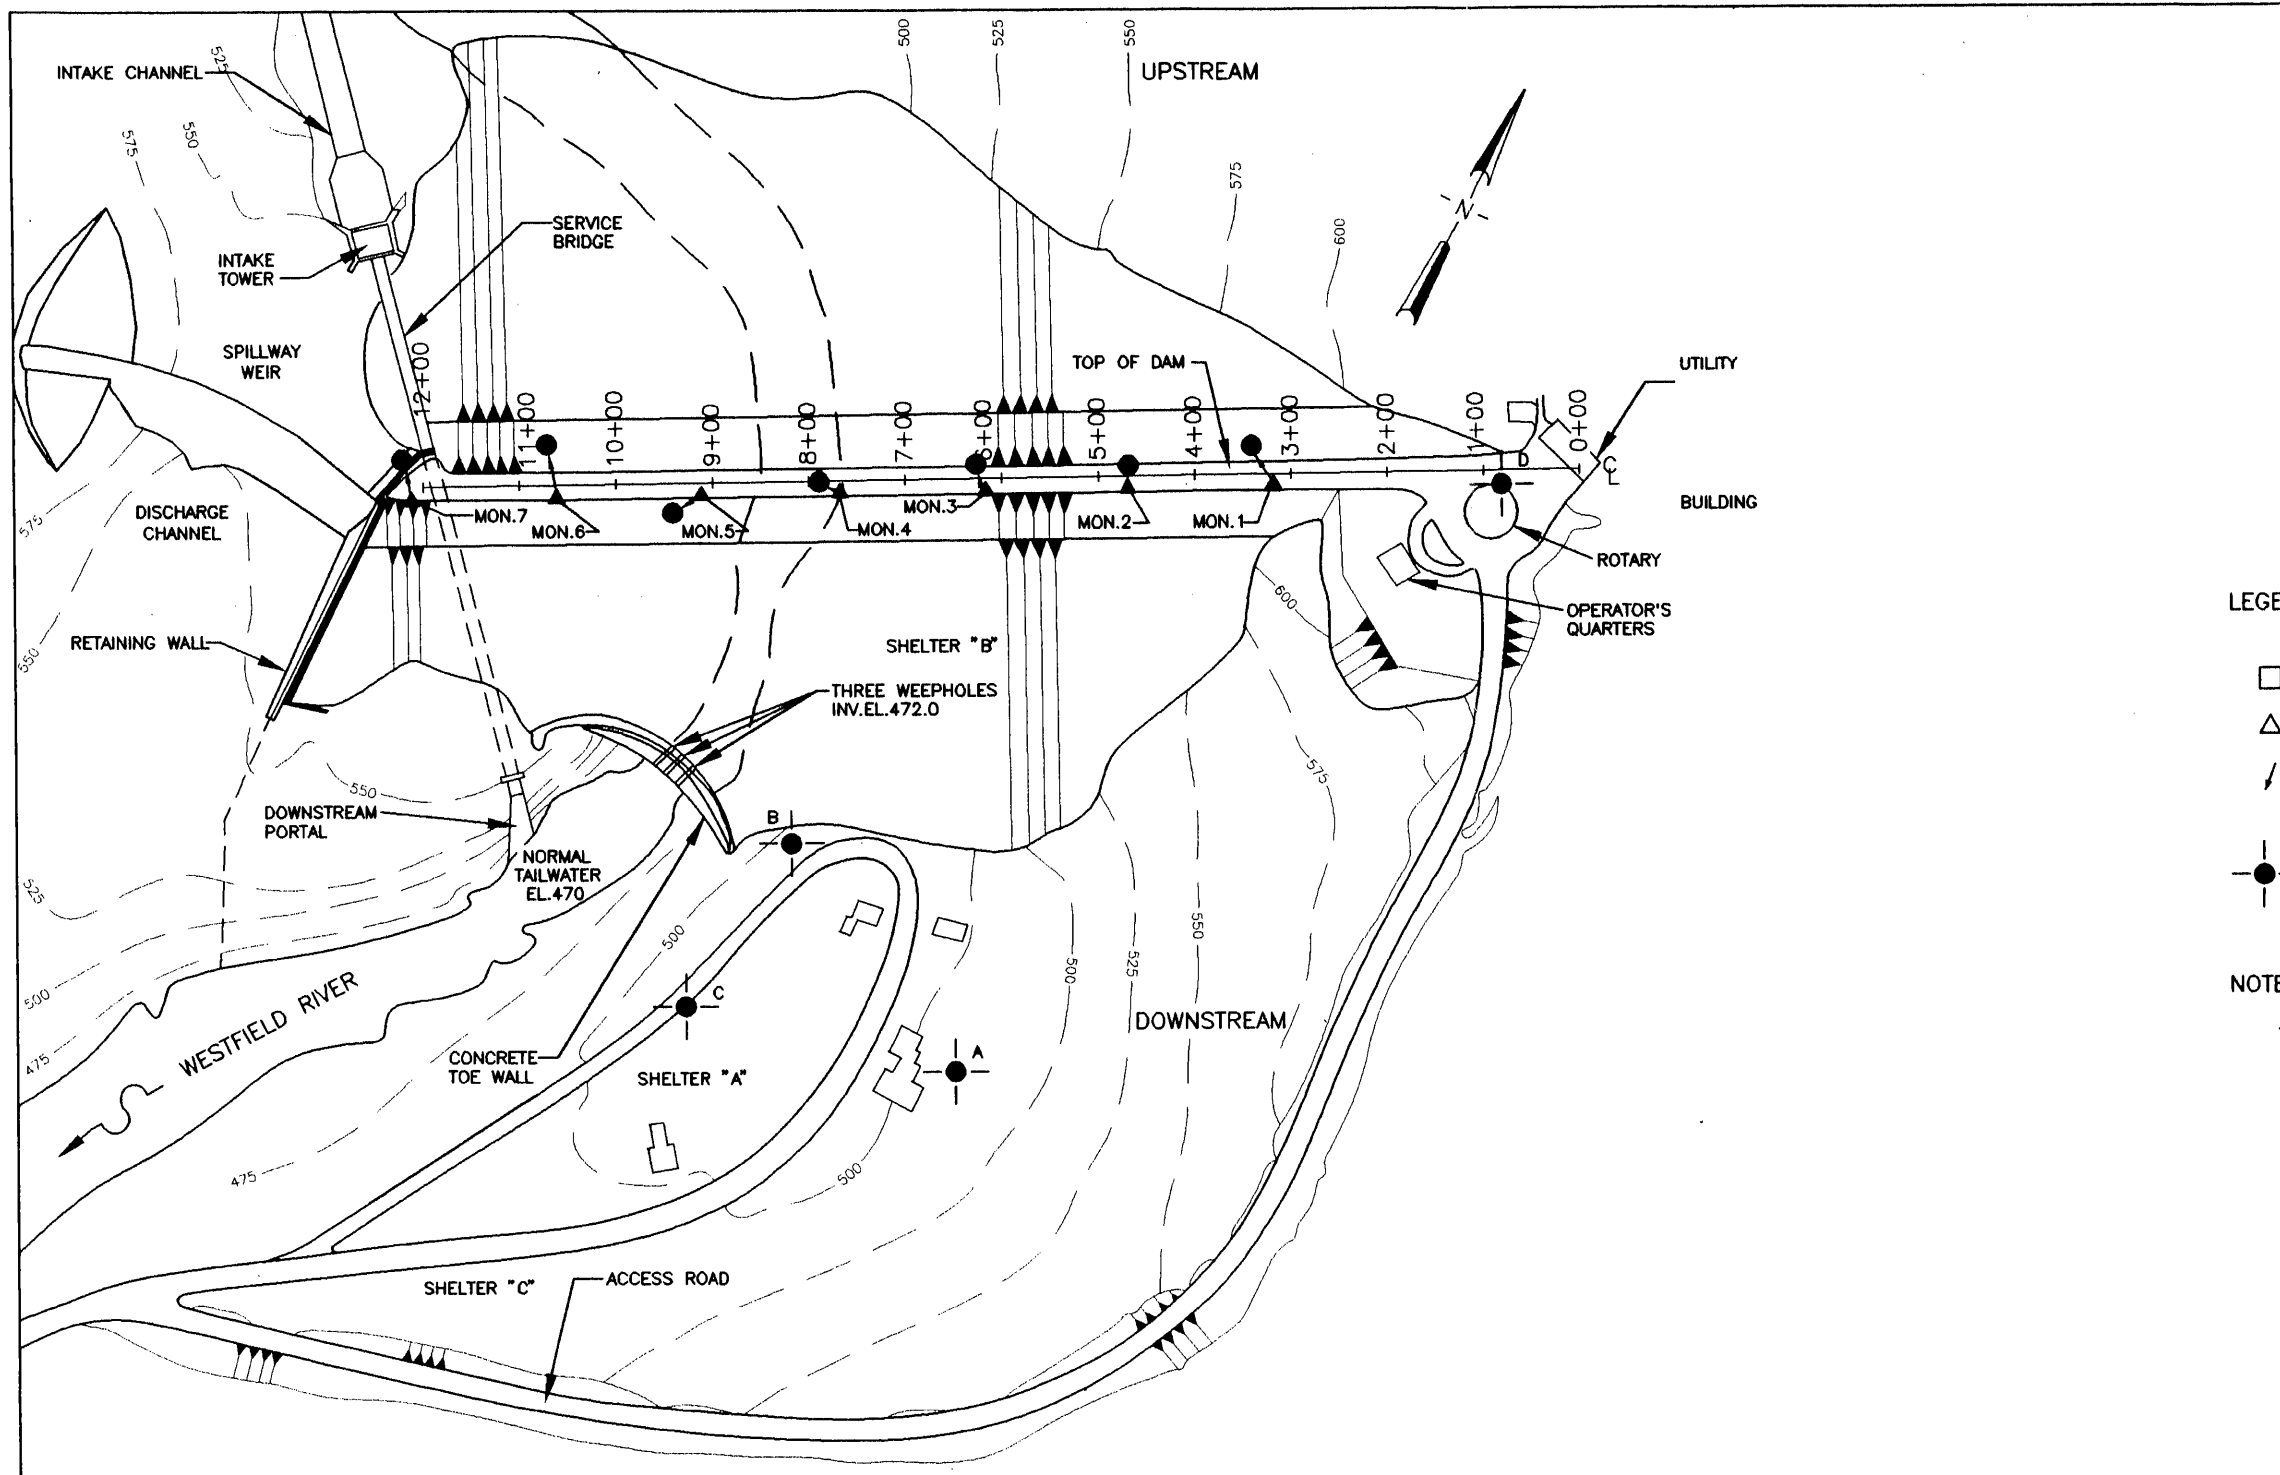 500
525
550
UPSTREAM
525
INTAKE CHANNEL
575
550
575
600
N
SERVICE
BRIDGE
INTAKE
TOWER
SPILLWAY
WEIR
TOP OF DAM
UTILITY
12+00
11+00
10+00
9+00
8+00
7+00
6+00
5+00
4+00
3+00
2+00
1+00
0+00
D
C
L
BUILDING
MON.7
MON.6
MON.5
MON.4
MON.3
MON.2
MON.1
DISCHARGE
CHANNEL
575
ROTARY
600
OPERATOR'S
QUARTERS
LEGE
RETAINING WALL
550
SHELTER "B"
THREE WEEPHOLES
INV.EL.472.0
550
575
DOWNSTREAM
PORTAL
B
NORMAL
TAILWATER
EL.470
525
500
550
500
525
500
C
NOTE
WESTFIELD RIVER
DOWNSTREAM
475
CONCRETE
TOE WALL
SHELTER "A"
A
475
500
SHELTER "C"
ACCESS ROAD